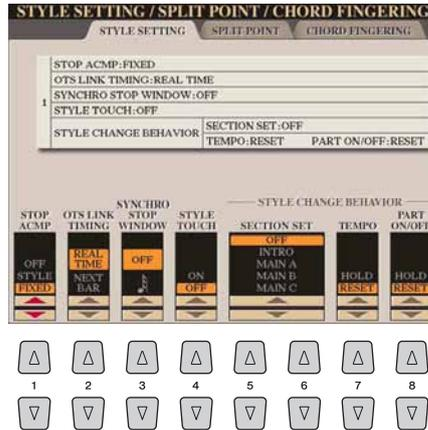 STYLE SETTING / SPLIT POINT / CHORD FINGERING
STYLE SETTING SPLIT POINT CHORD FINGERING
1
STOP ACMP:FIXED
OTS LINK TIMING:REAL TIME
SYNCHRO STOP WINDOW:OFF
STYLE TOUCH:OFF
STYLE CHANGE BEHAVIOR SECTION SET:OFF
TEMPO:RESET PART ON/OFF:RESET
STYLE CHANGE BEHAVIOR
STOP ACMP
OFF
STYLE
FIXED
OTS LINK TIMING
REAL TIME
NEXT BAR
SYNCHRO STOP WINDOW
OFF
STYLE TOUCH
ON
OFF
SECTION SET
OFF
INTRO
MAIN A
MAIN B
MAIN C
TEMPO
HOLD
RESET
PART ON/OFF
HOLD
RESET
1 2 3 4 5 6 7 8